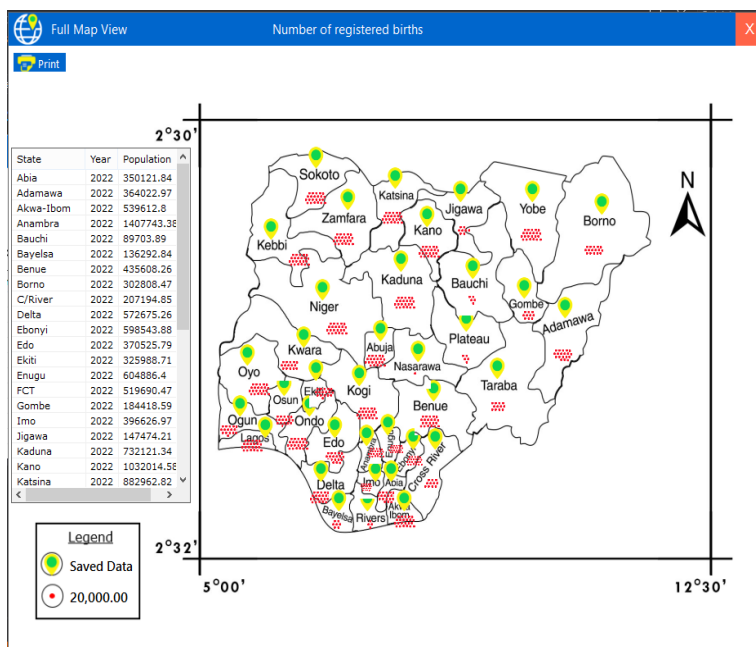 Full Map View
Number of registered births
X
Print
2°30'
State Year Population
Abia 2022 350121.84
Adamawa 2022 364022.97
Akwa-Ibom 2022 539612.8
Anambra 2022 1407743.38
Bauchi 2022 89703.89
Bayelsa 2022 136292.84
Benue 2022 435608.26
Borno 2022 302808.47
C/River 2022 207194.85
Delta 2022 572675.26
Ebonyi 2022 598543.88
Edo 2022 370525.79
Ekiti 2022 325988.71
Enugu 2022 604886.4
FCT 2022 519690.47
Gombe 2022 184418.59
Imo 2022 396626.97
Jigawa 2022 147474.21
Kaduna 2022 732121.34
Kano 2022 1032014.58
Katsina 2022 882962.82
Sokoto
Katsina
Zamfara
Jigawa
Yobe
Borno
Kano
Kebbi
N
Kaduna
Bauchi
Niger
Gombe
Adamawa
Kwara
Abuja
Plateau
Oyo
Nasarawa
Kogi
Taraba
Osun
Benue
Ogun
Ondo
Edo
Lagos
Anambra
Enugu
Cross River
Delta
Imo
Abia
Bayelsa
Rivers
Akwa
Ibom
Legend
Saved Data
20,000.00
2°32'
5°00'
12°30'